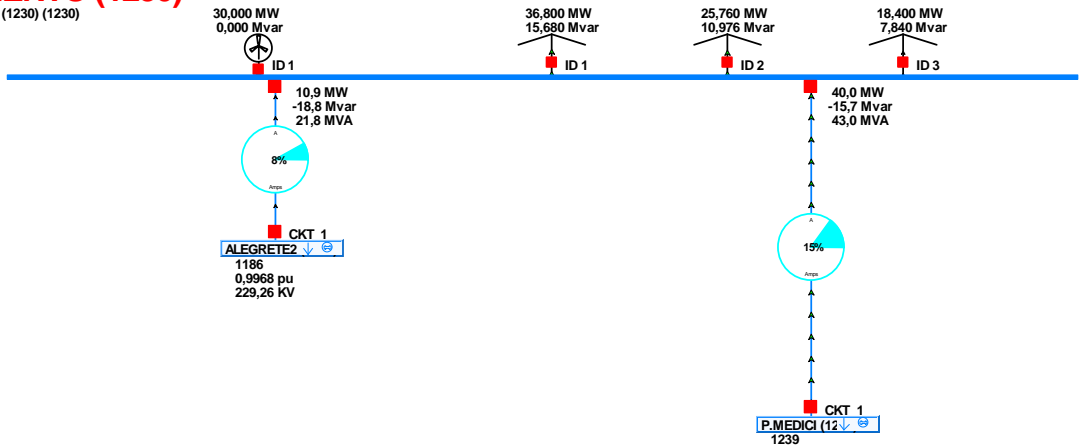 (1230) (1230)
30,000 MW
0,000 Mvar
36,800 MW
15,680 Mvar
25,760 MW
10,976 Mvar
18,400 MW
7,840 Mvar
ID 1
ID 1
ID 2
ID 3
10,9 MW
-18,8 Mvar
21,8 MVA
40,0 MW
-15,7 Mvar
43,0 MVA
A
8%
Amps
A
15%
Amps
CKT 1
ALEGRETE2
1186
0,9968 pu
229,26 KV
CKT 1
P.MEDICI (12
1239